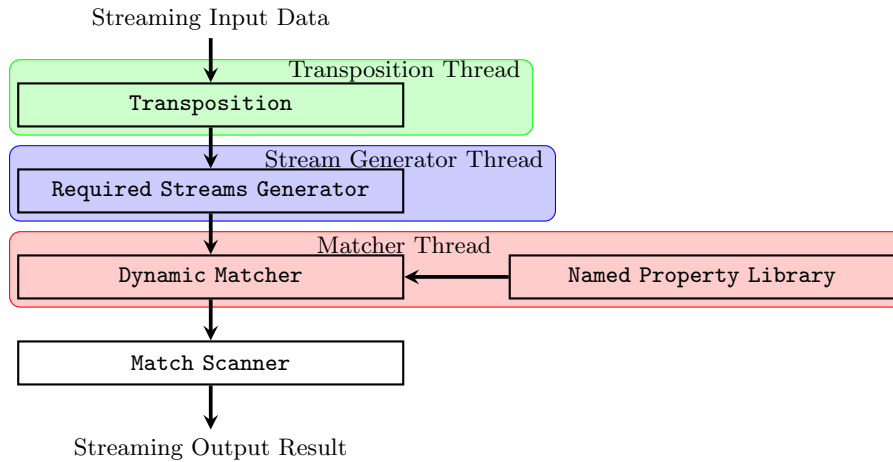 Streaming Input Data
Transposition Thread
Transposition
Stream Generator Thread
Required Streams Generator
Matcher Thread
Dynamic Matcher
Named Property Library
Match Scanner
Streaming Output Result